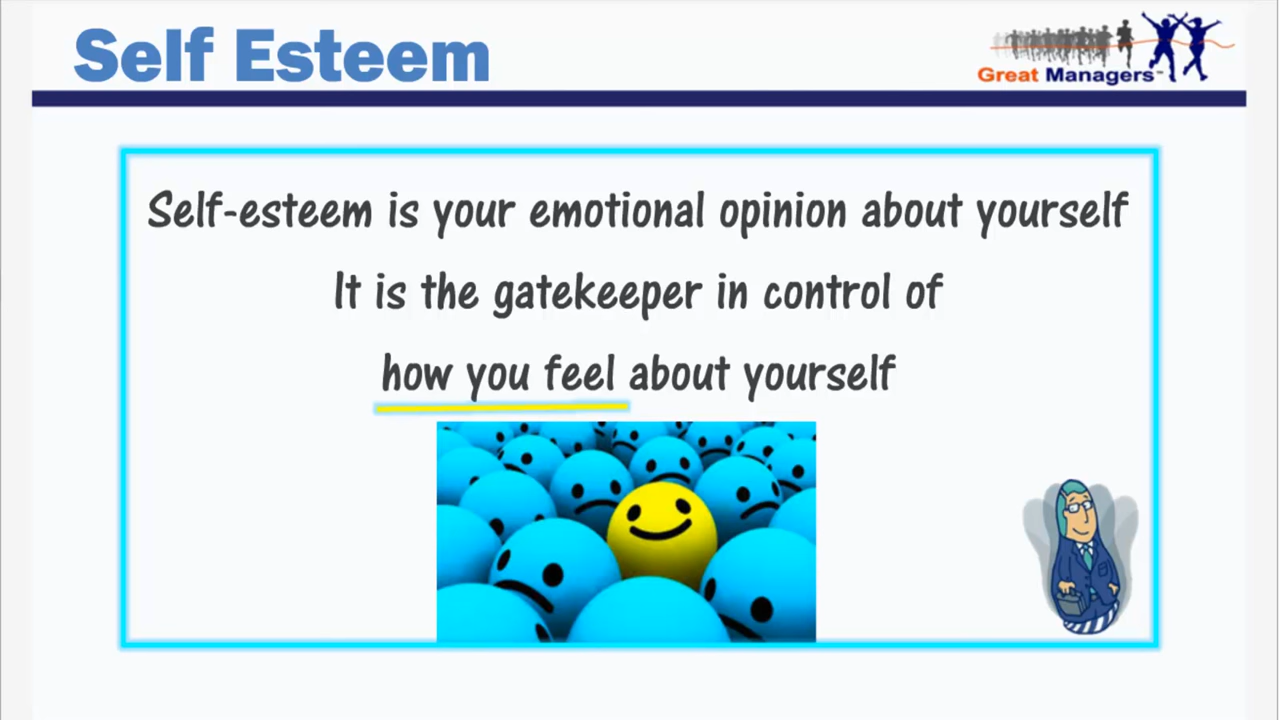 Self Esteem
Great Managers™
Self-esteem is your emotional opinion about yourself
It is the gatekeeper in control of
how you feel about yourself